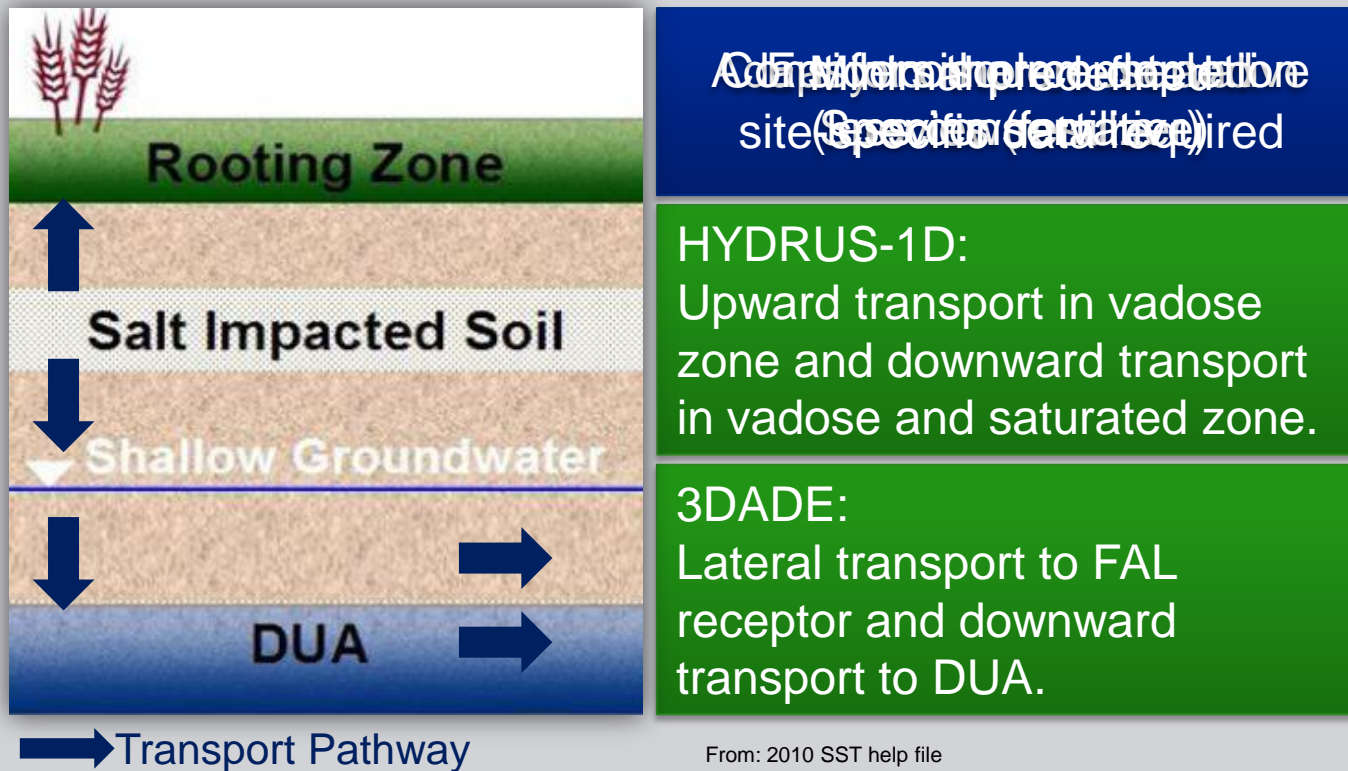 Rooting Zone
Salt Impacted Soil
Shallow Groundwater
DUA
Transport Pathway
site-specific data required
HYDRUS-1D:
Upward transport in vadose
zone and downward transport
in vadose and saturated zone.
3DADE:
Lateral transport to FAL
receptor and downward
transport to DUA.
From: 2010 SST help file